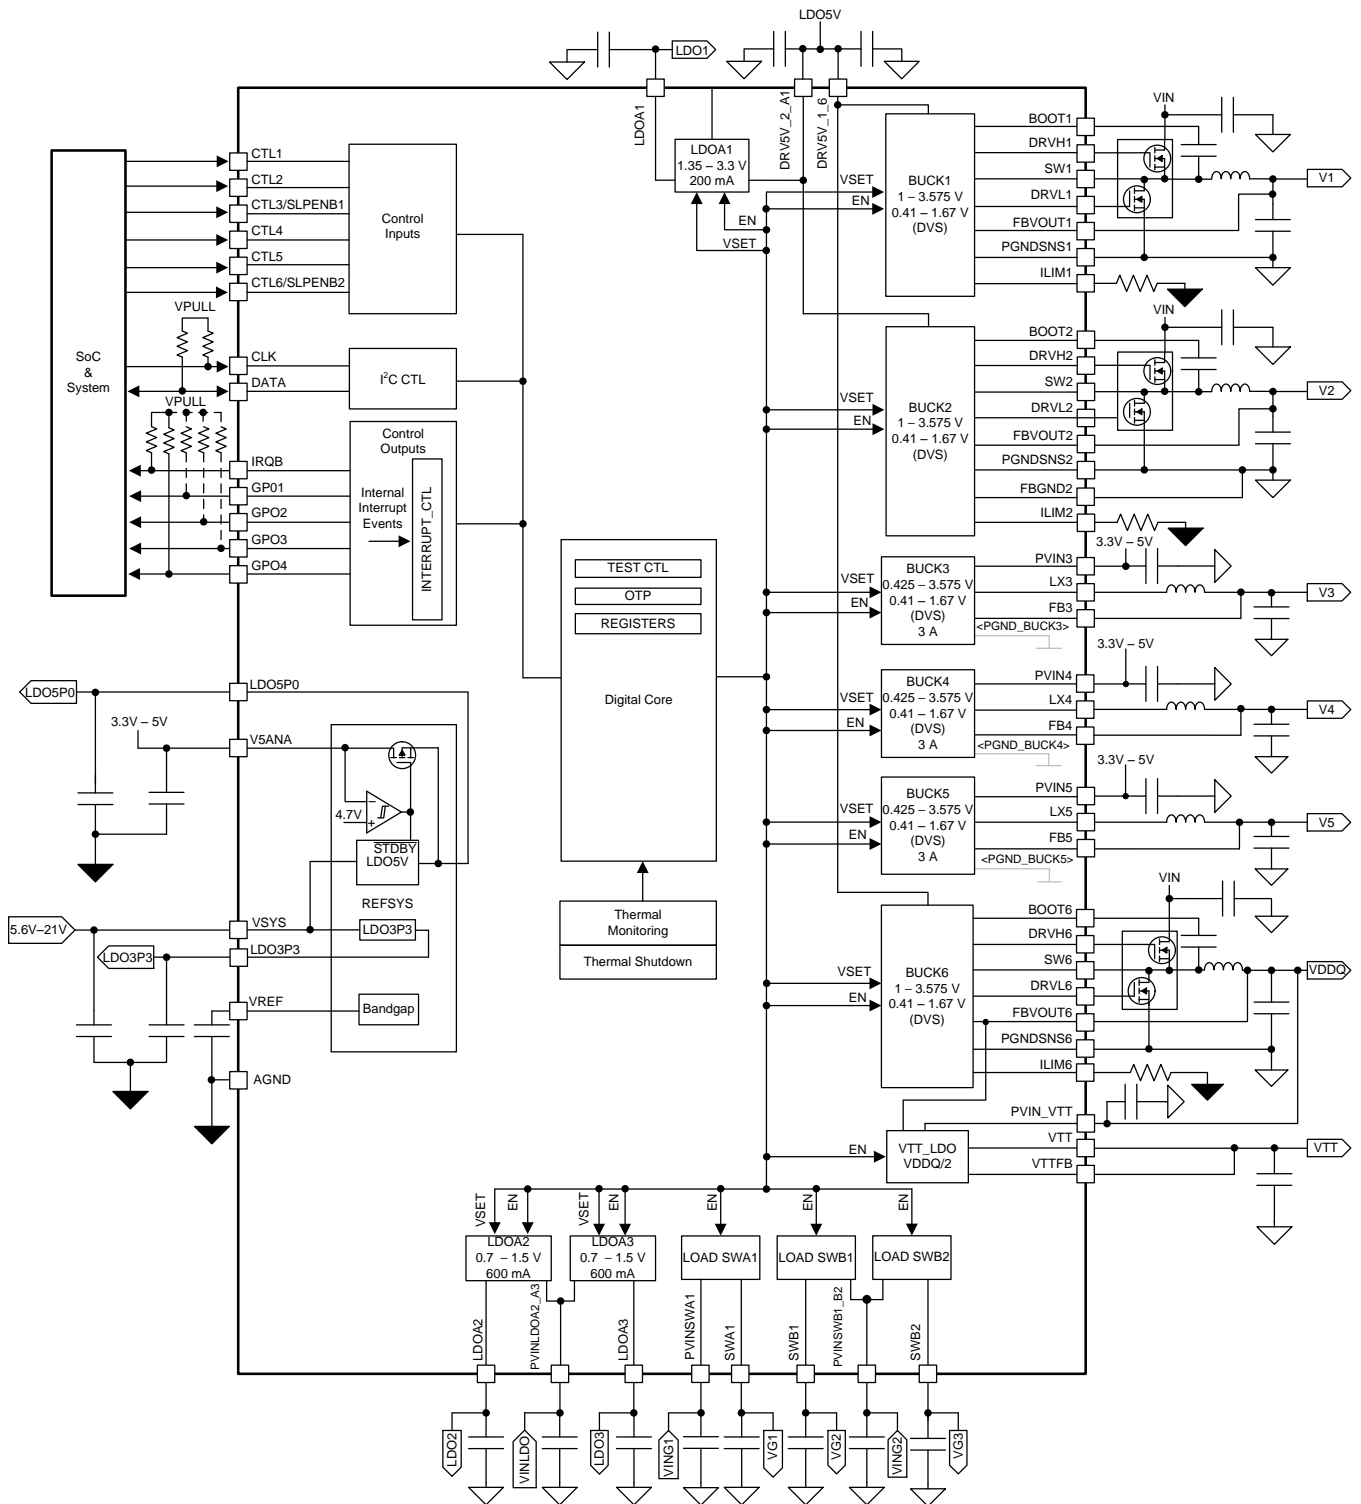 LDO5V
LDO1
LDOA1
DRV5V_2_A1
DRV5V_1_6
LDOA1
1.35 – 3.3 V
200 mA
EN
VSET
SoC
&
System
CTL1
CTL2
CTL3/SLPENB1
CTL4
CTL5
CTL6/SLPENB2
Control
Inputs
VPULL
CLK
DATA
I²C CTL
VPULL
IRQB
GP01
GPO2
GPO3
GPO4
Control
Outputs
Internal
Interrupt
Events
INTERRUPT_CTL
TEST CTL
OTP
REGISTERS
Digital Core
Thermal
Monitoring
Thermal Shutdown
LDO5P0
LDO5P0
3.3V – 5V
V5ANA
4.7V
–
+
STDBY
LDO5V
REFSYS
5.6V–21V
VSYS
LDO3P3
LDO3P3
LDO3P3
VREF
Bandgap
AGND
VSET
EN
BUCK1
1 – 3.575 V
0.41 – 1.67 V
(DVS)
BOOT1
DRVH1
SW1
DRVL1
FBVOUT1
PGNDSNS1
ILIM1
VIN
V1
VSET
EN
BUCK2
1 – 3.575 V
0.41 – 1.67 V
(DVS)
BOOT2
DRVH2
SW2
DRVL2
FBVOUT2
PGNDSNS2
FBGND2
ILIM2
VIN
V2
VSET
EN
BUCK3
0.425 – 3.575 V
0.41 – 1.67 V
(DVS)
3 A
PVIN3
LX3
FB3
<PGND_BUCK3>
3.3V – 5V
V3
VSET
EN
BUCK4
0.425 – 3.575 V
0.41 – 1.67 V
(DVS)
3 A
PVIN4
LX4
FB4
<PGND_BUCK4>
3.3V – 5V
V4
VSET
EN
BUCK5
0.425 – 3.575 V
0.41 – 1.67 V
(DVS)
3 A
PVIN5
LX5
FB5
<PGND_BUCK5>
3.3V – 5V
V5
VSET
EN
BUCK6
1 – 3.575 V
0.41 – 1.67 V
(DVS)
BOOT6
DRVH6
SW6
DRVL6
FBVOUT6
PGNDSNS6
ILIM6
VIN
VDDQ
EN
VTT_LDO
VDDQ/2
PVIN_VTT
VTT
VTTFB
VTT
VSET
EN
LDOA2
0.7 – 1.5 V
600 mA
VSET
EN
LDOA3
0.7 – 1.5 V
600 mA
EN
LOAD SWA1
EN
LOAD SWB1
EN
LOAD SWB2
LDOA2
PVINLDOA2_A3
LDOA3
PVINSWA1
SWA1
SWB1
PVINSWB1_B2
SWB2
LDO2
VINLDO
LDO3
VING1
VG1
VG2
VING2
VG3